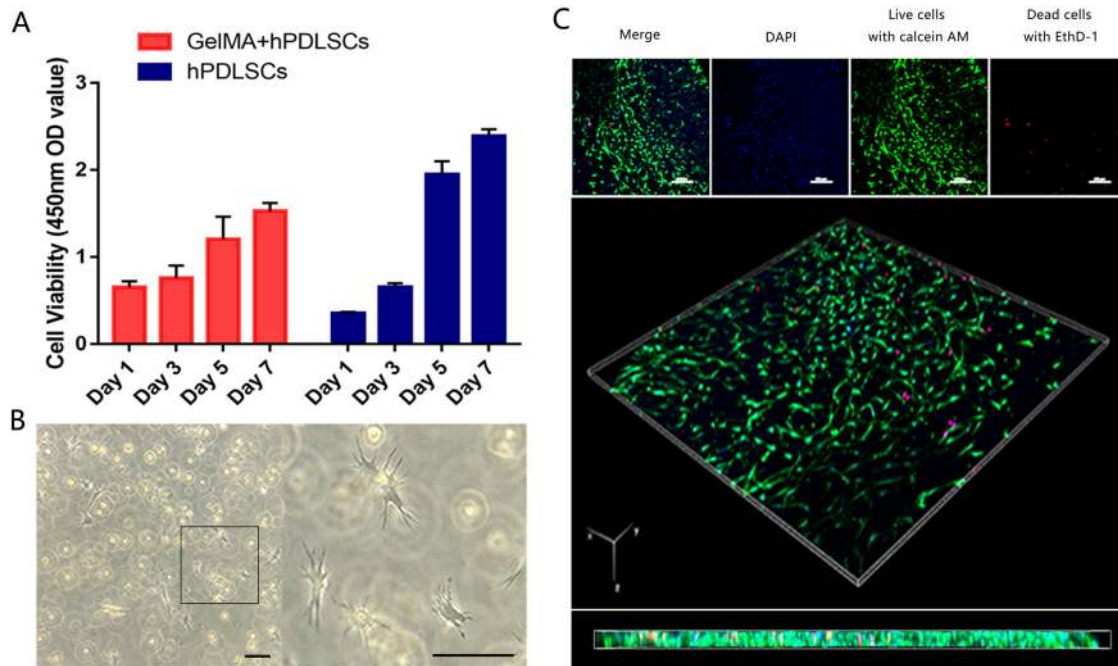 A
GelMA+hPDLSCs
hPDLSCs
Cell Viability (450nm OD value)
3
2
1
0
Day 1
Day 3
Day 5
Day 7
Day 1
Day 3
Day 5
Day 7
B
C
Merge
DAPI
Live cells
with calcein AM
Dead cells
with EthD-1
x
y
z